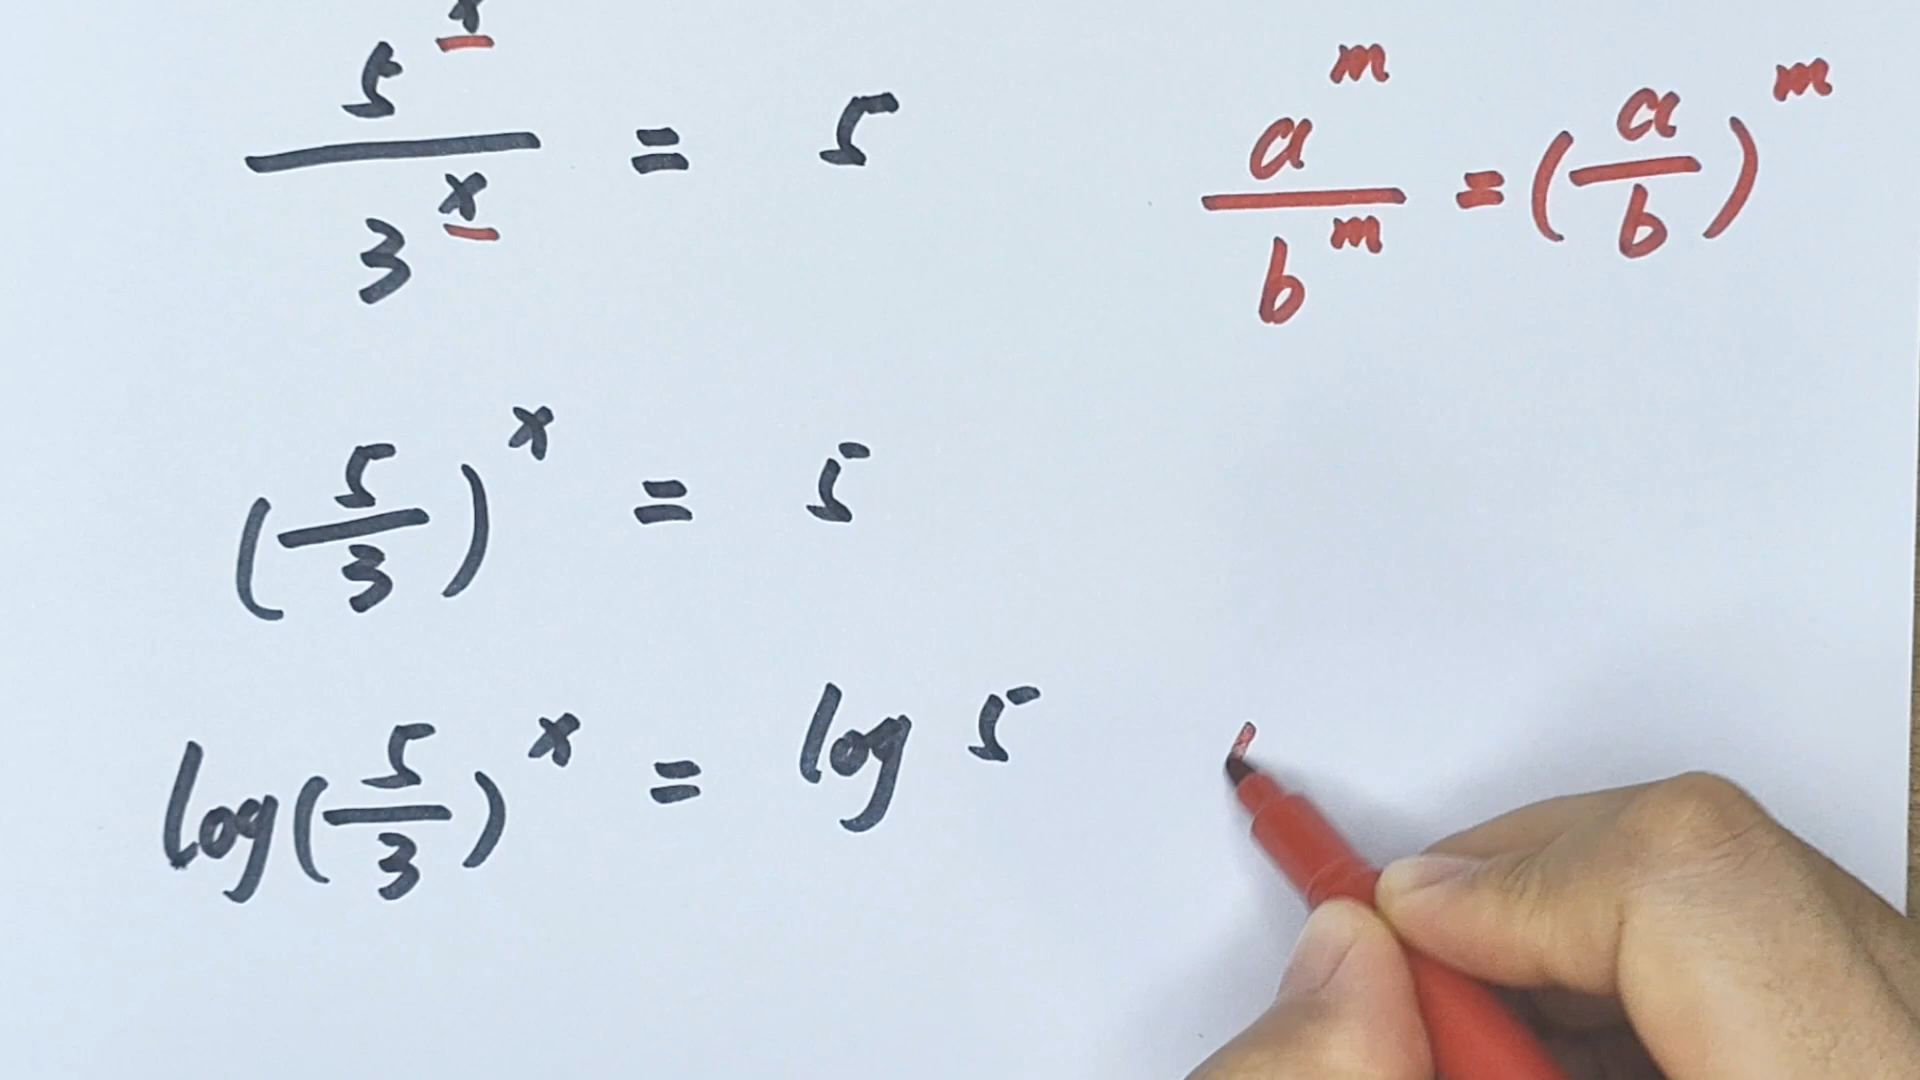 5^x / 3^x = 5
a^m / b^m = (a/b)^m
(5/3)^x = 5
log(5/3)^x = log 5